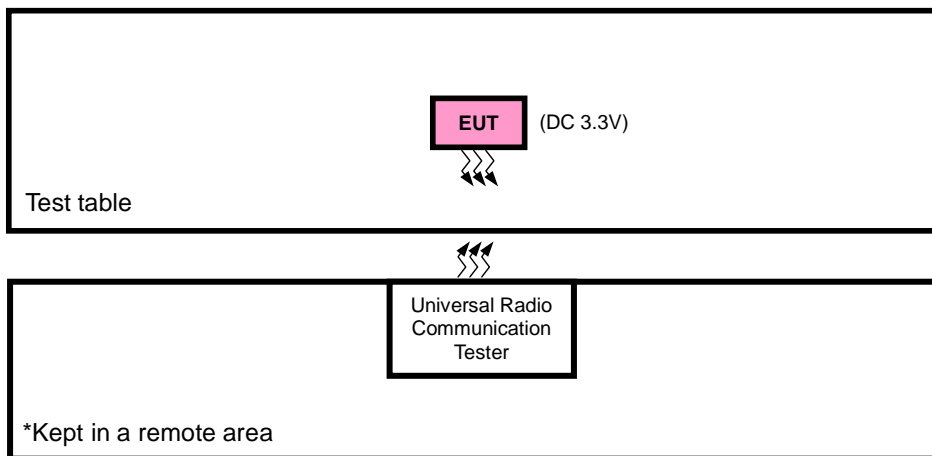 EUT
(DC 3.3V)
Test table
Universal Radio
Communication
Tester
*Kept in a remote area